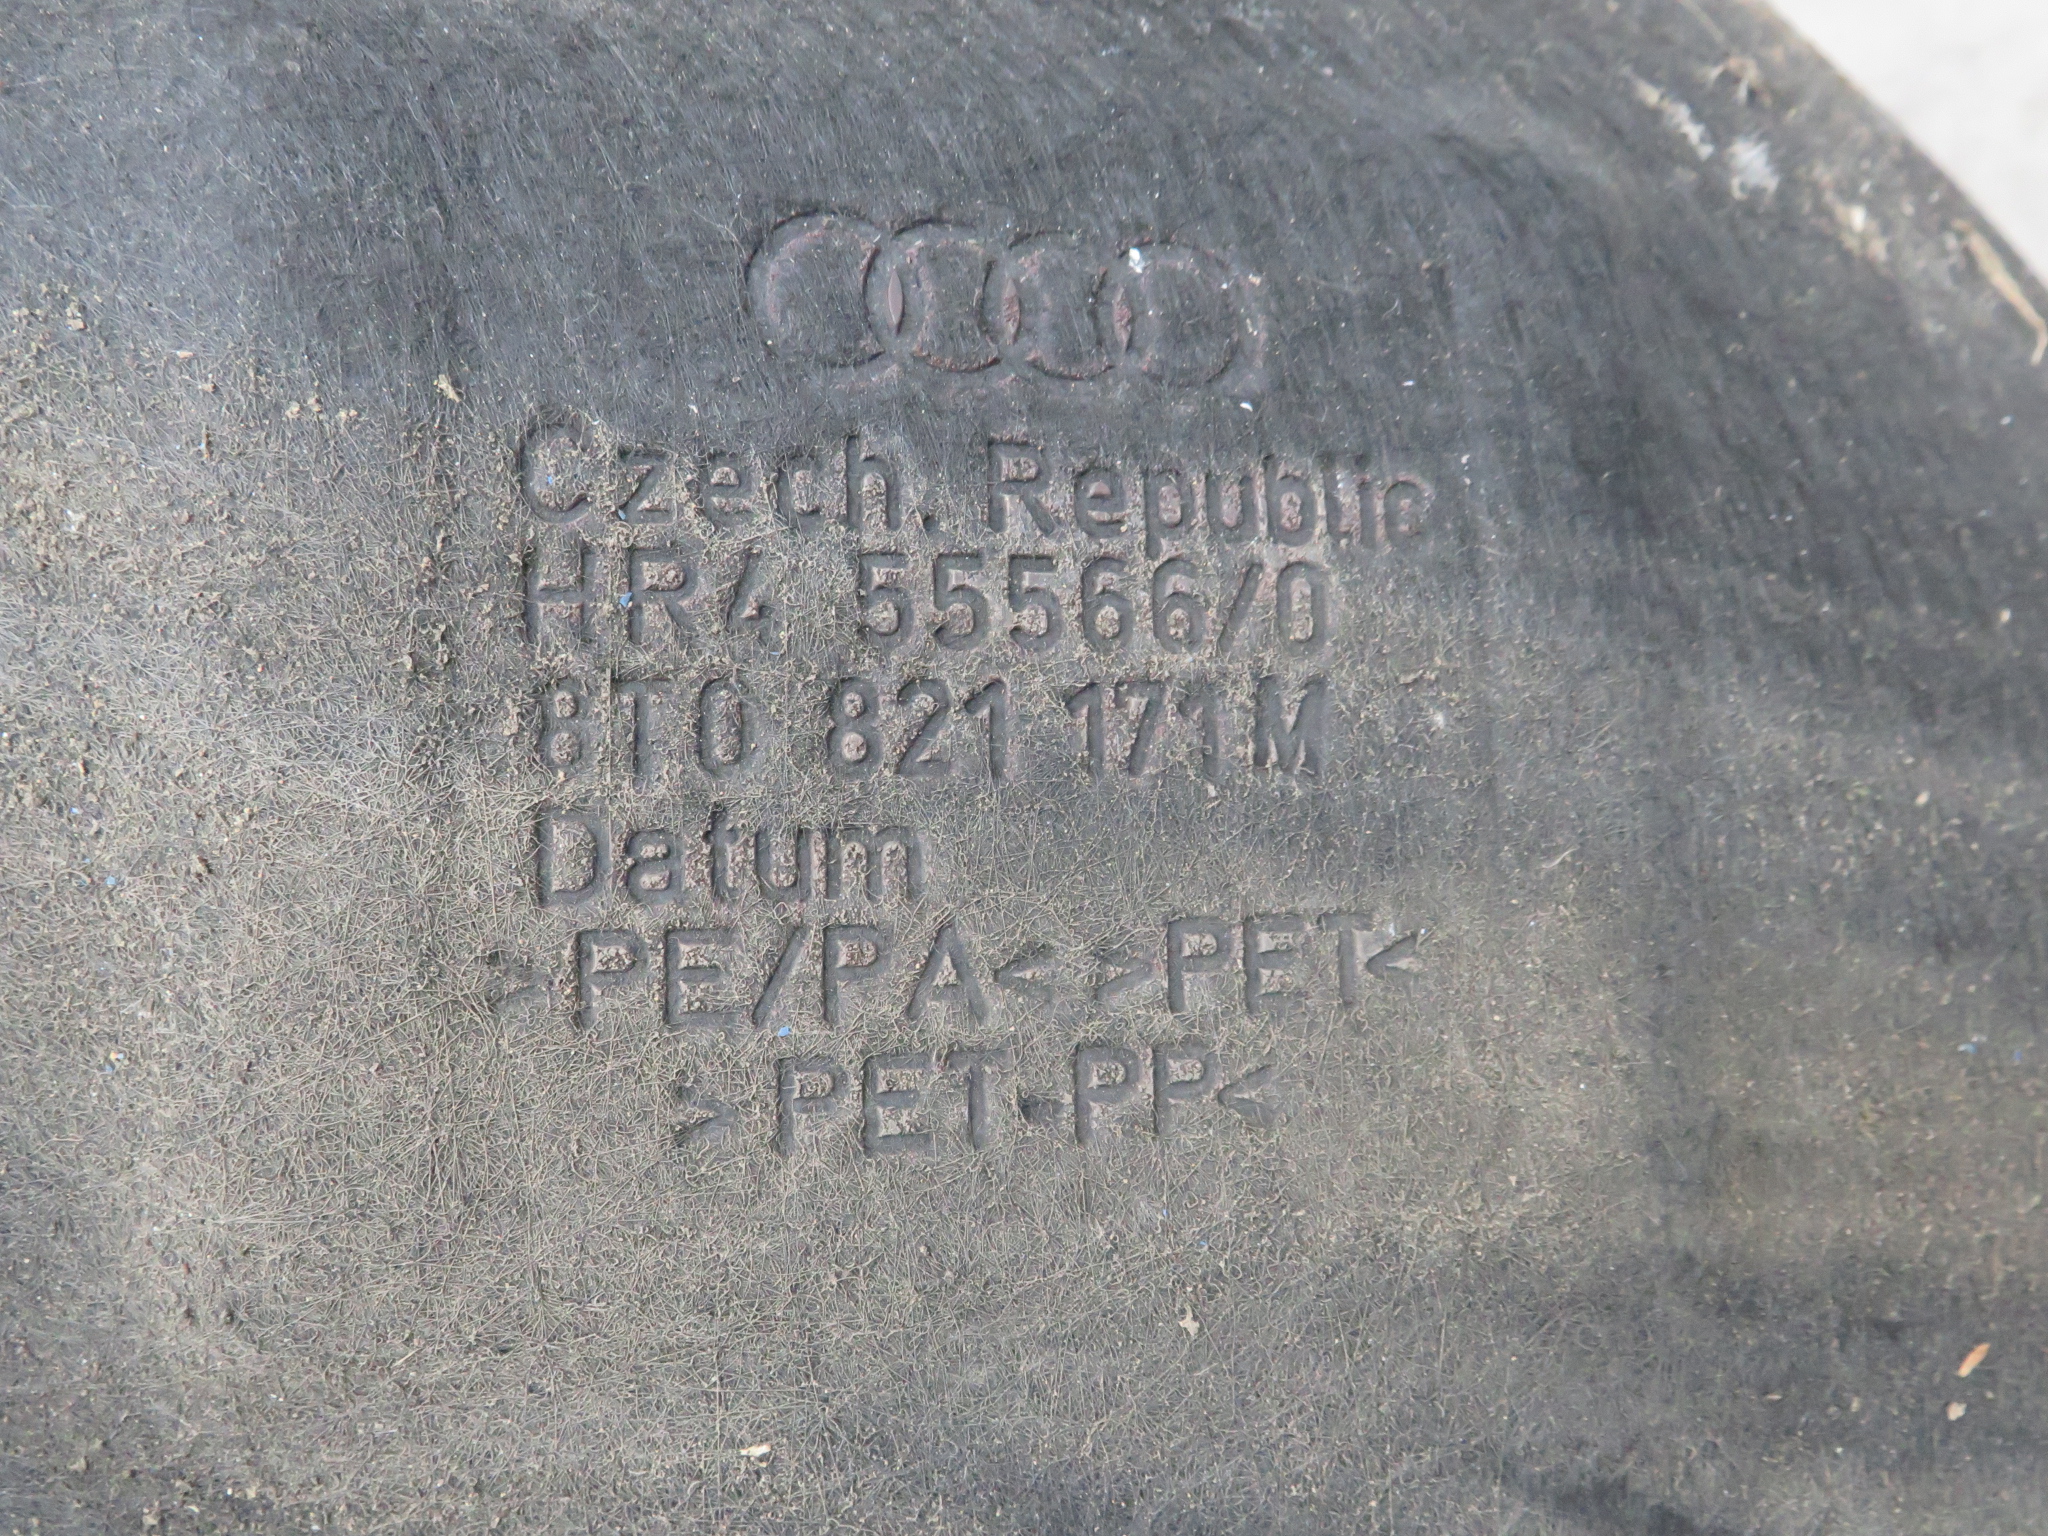 Czech. Republic
HR4 55566/0
8T0 821 171M
Datum
>PE/PA< >PET<
>PET-PP<